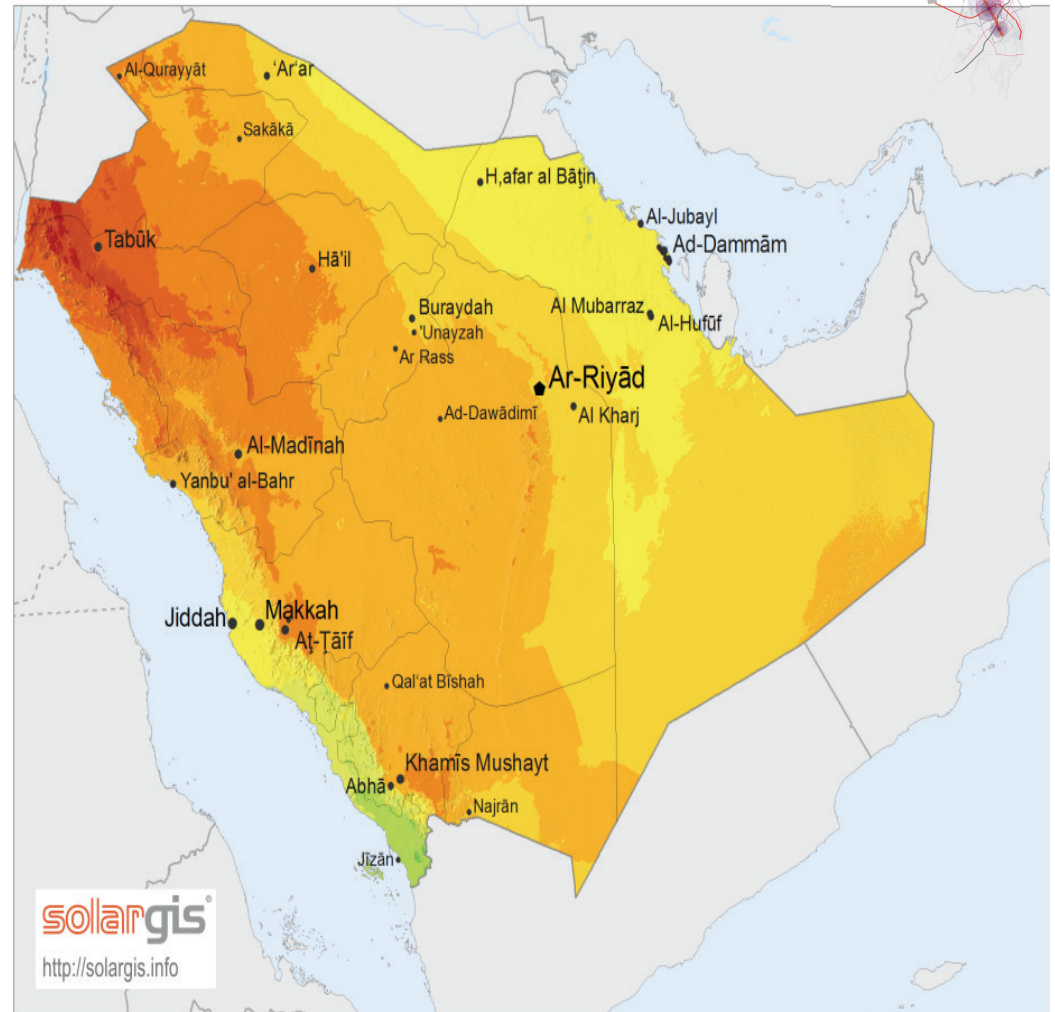 Al-Qurayyāt
'Ar'ar
Sakākā
H,afar al Bāţin
Al-Jubayl
Tabūk
Ad-Dammām
Hā'il
Buraydah
Al Mubarraz
'Unayzah
Al-Hufūf
Ar Rass
Ar-Riyād
Ad-Dawādimī
Al Kharj
Al-Madīnah
Yanbu' al-Bahr
Jiddah
Makkah
Aţ-Ţāīf
Qal'at Bīshah
Khamīs Mushayt
Abhā
Najrān
Jīzān
solargis
http://solargis.info